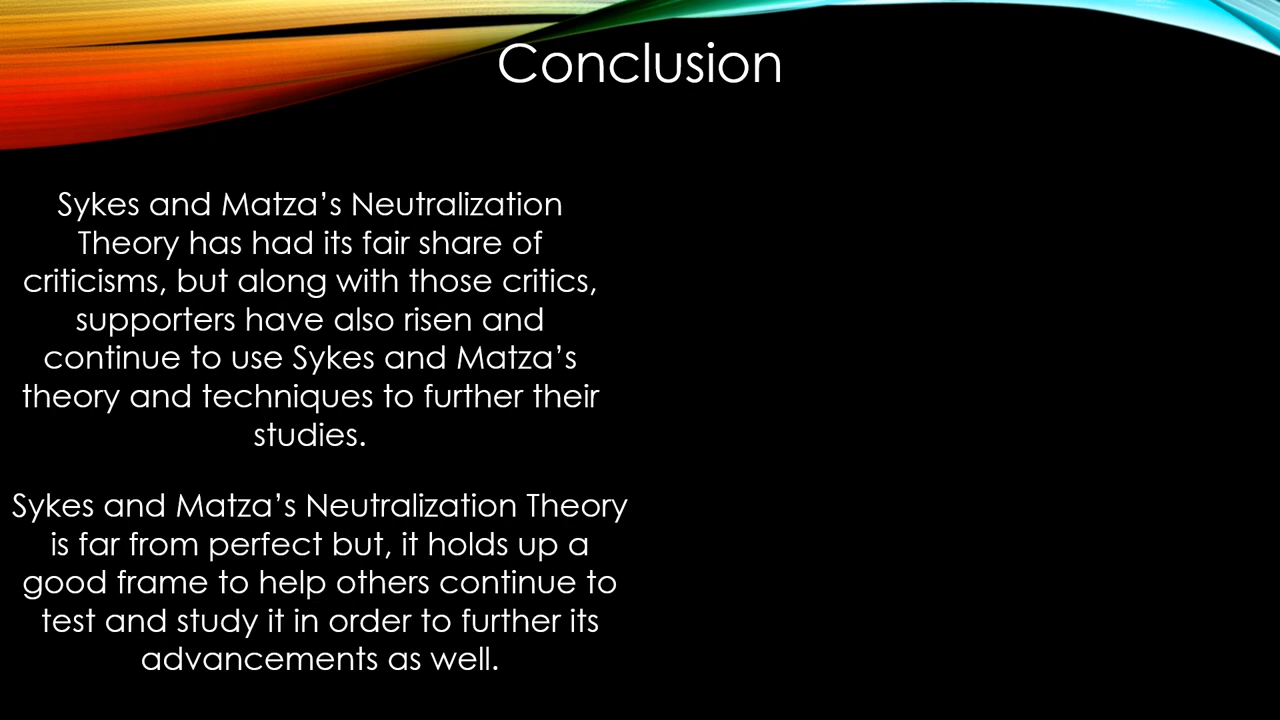 Conclusion
Sykes and Matza’s Neutralization
Theory has had its fair share of
criticisms, but along with those critics,
supporters have also risen and
continue to use Sykes and Matza’s
theory and techniques to further their
studies.
Sykes and Matza’s Neutralization Theory
is far from perfect but, it holds up a
good frame to help others continue to
test and study it in order to further its
advancements as well.